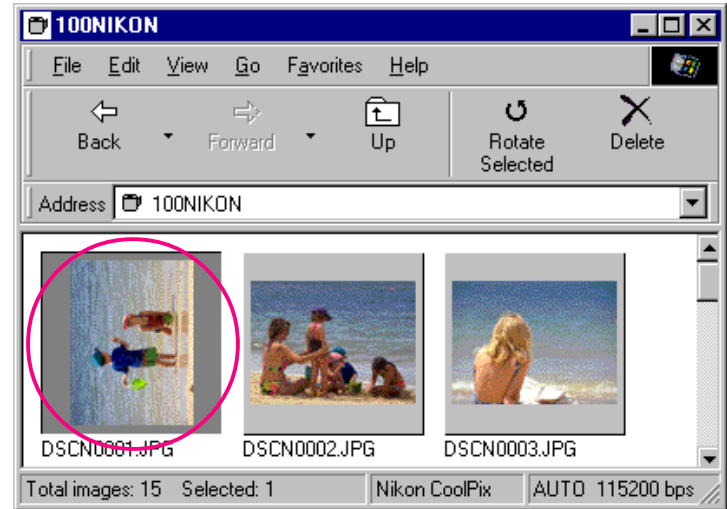 100NIKON
File Edit View Go Favorites Help
Back Forward Up Rotate Selected Delete
Address 100NIKON
DSCN0001.JPG DSCN0002.JPG DSCN0003.JPG
Total images: 15 Selected: 1 Nikon CoolPix AUTO 115200 bps